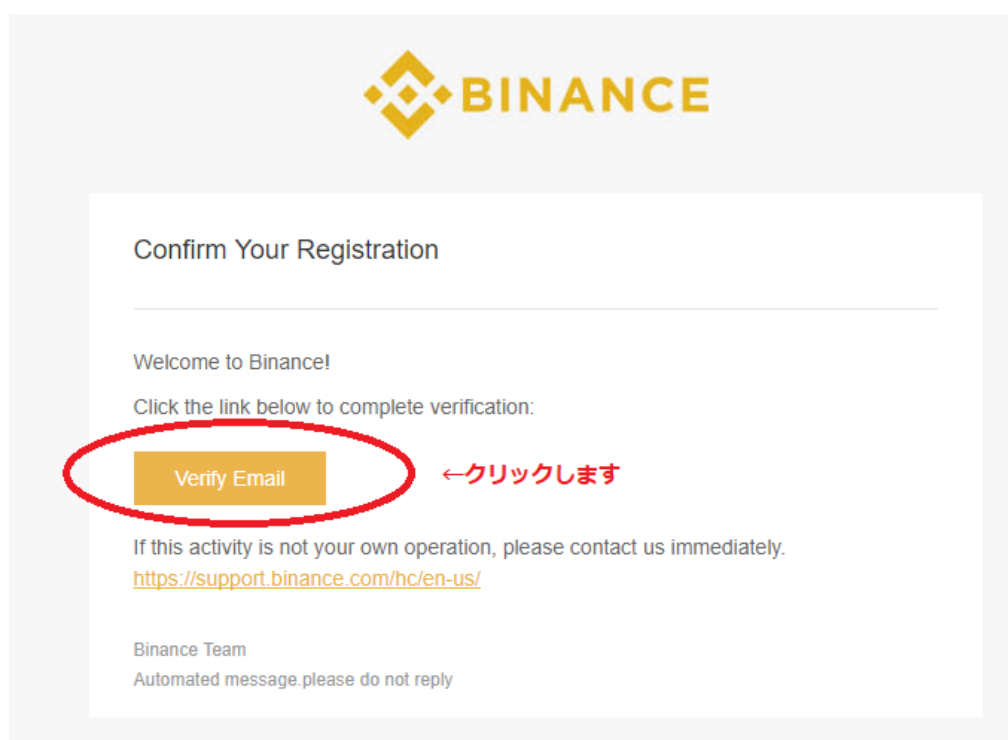 BINANCE
Confirm Your Registration
Welcome to Binance!
Click the link below to complete verification:
Verify Email ←クリックします
If this activity is not your own operation, please contact us immediately.
https://support.binance.com/hc/en-us/
Binance Team
Automated message.please do not reply